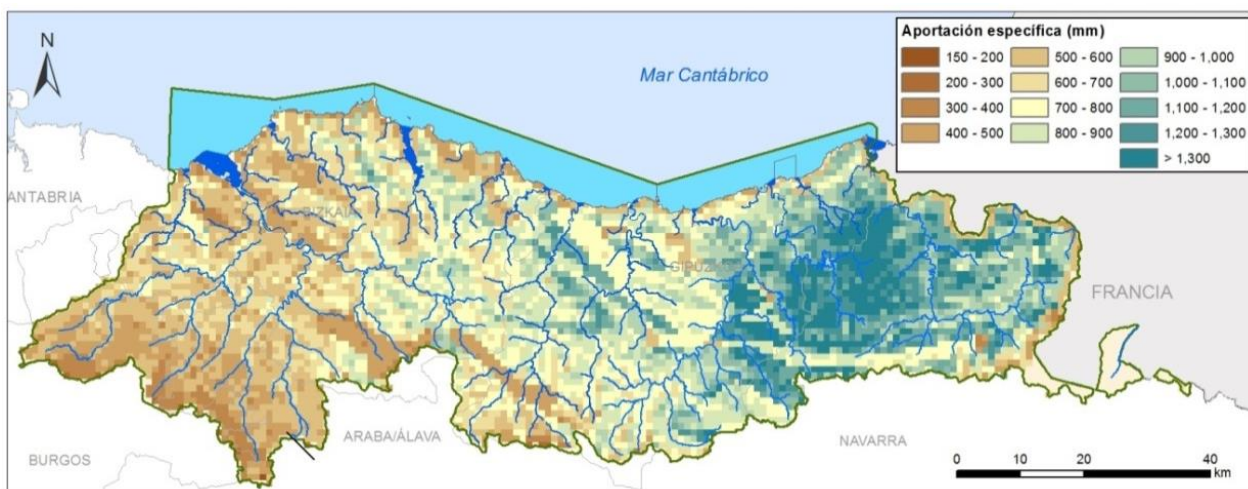 N
Mar Cantábrico
Aportación específica (mm)
150 - 200
200 - 300
300 - 400
400 - 500
500 - 600
600 - 700
700 - 800
800 - 900
900 - 1,000
1,000 - 1,100
1,100 - 1,200
1,200 - 1,300
> 1,300
ANTABRIA
BIZKAIA
GIPUZKO
FRANCIA
ARABA/ÁLAVA
NAVARRA
BURGOS
0 10 20 40
km